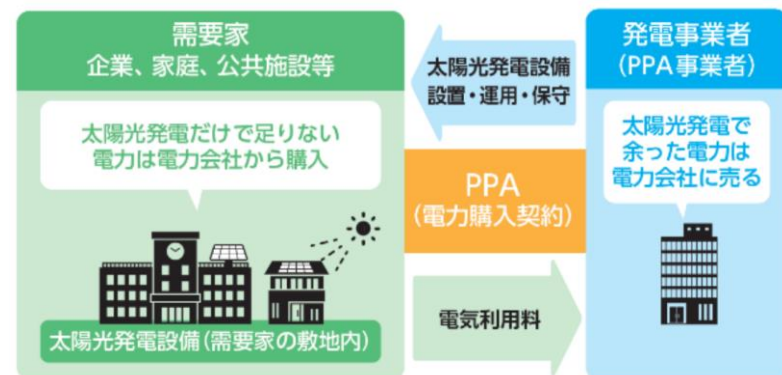 需要家
企業、家庭、公共施設等
太陽光発電だけで足りない
電力は電力会社から購入
太陽光発電設備(需要家の敷地内)
太陽光発電設備
設置・運用・保守
PPA
(電力購入契約)
電気利用料
発電事業者
(PPA事業者)
太陽光発電で
余った電力は
電力会社に売る